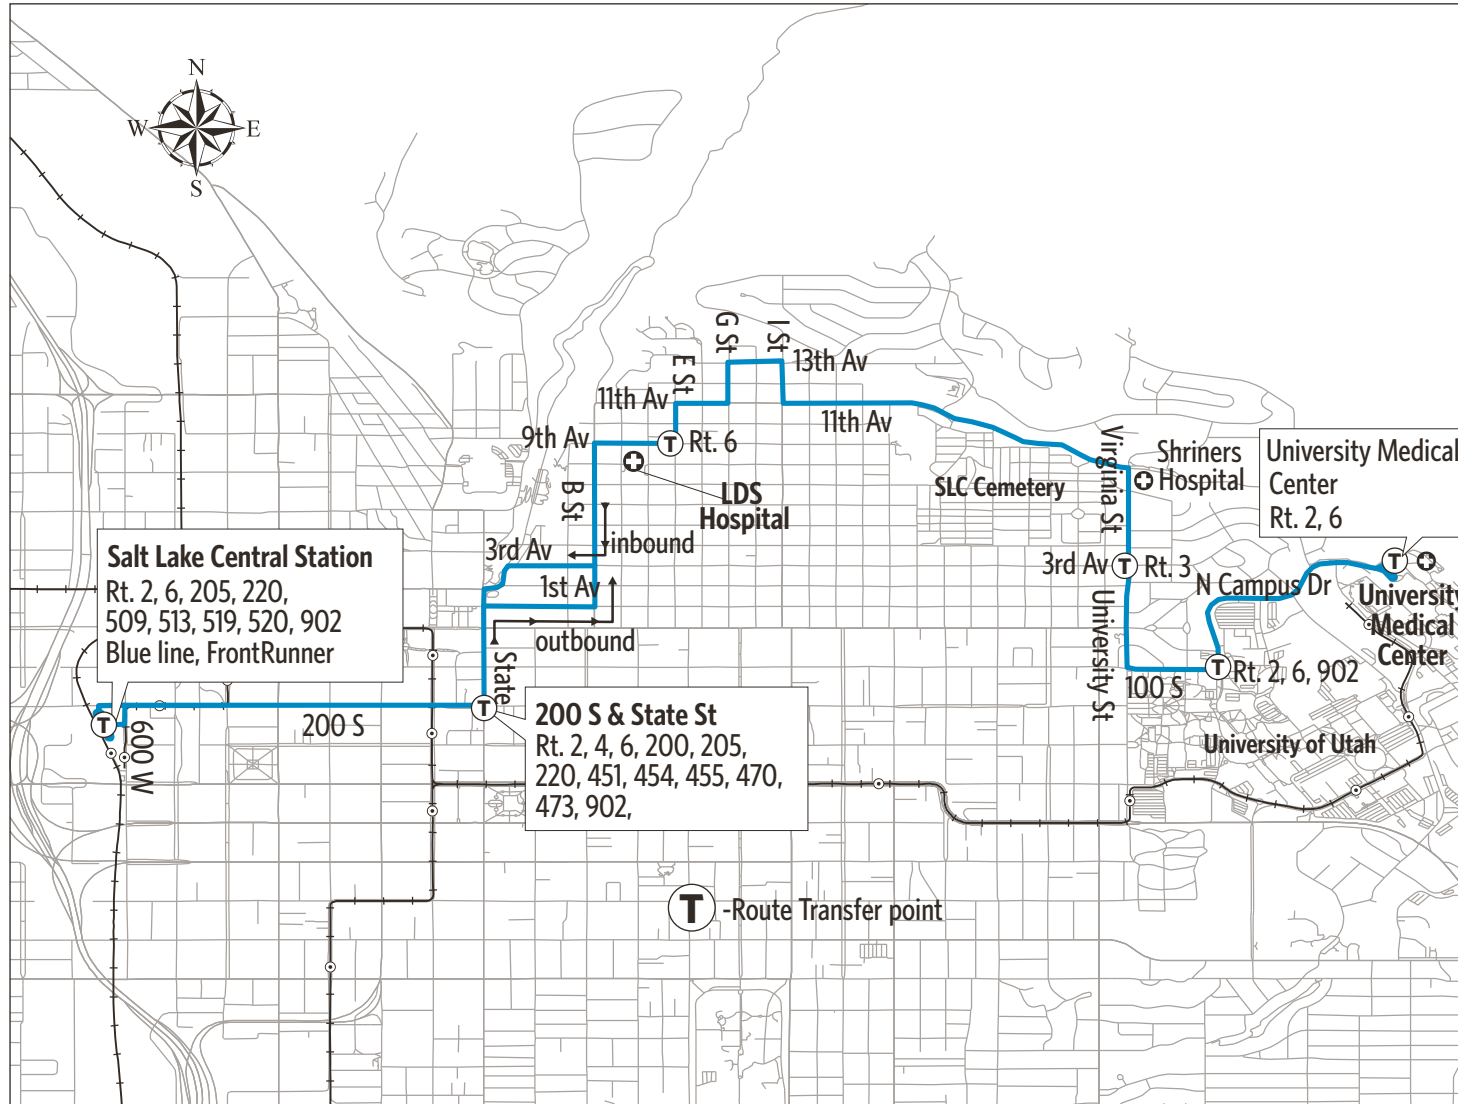 N
W
E
S
G St
I St
13th Av
E St
11th Av
11th Av
9th Av
T
Rt. 6
Virginia St
Shriners
Hospital
University Medical
Center
Rt. 2, 6
B St
LDS
Hospital
SLC Cemetery
Salt Lake Central Station
Rt. 2, 6, 205, 220,
509, 513, 519, 520, 902
Blue line, FrontRunner
3rd Av
inbound
1st Av
outbound
3rd Av
T
Rt. 3
N Campus Dr
T
University
Medical
Center
University St
State
T
Rt. 2, 6, 902
100 S
T
200 S
600 W
T
200 S & State St
Rt. 2, 4, 6, 200, 205,
220, 451, 454, 455, 470,
473, 902,
University of Utah
T -Route Transfer point